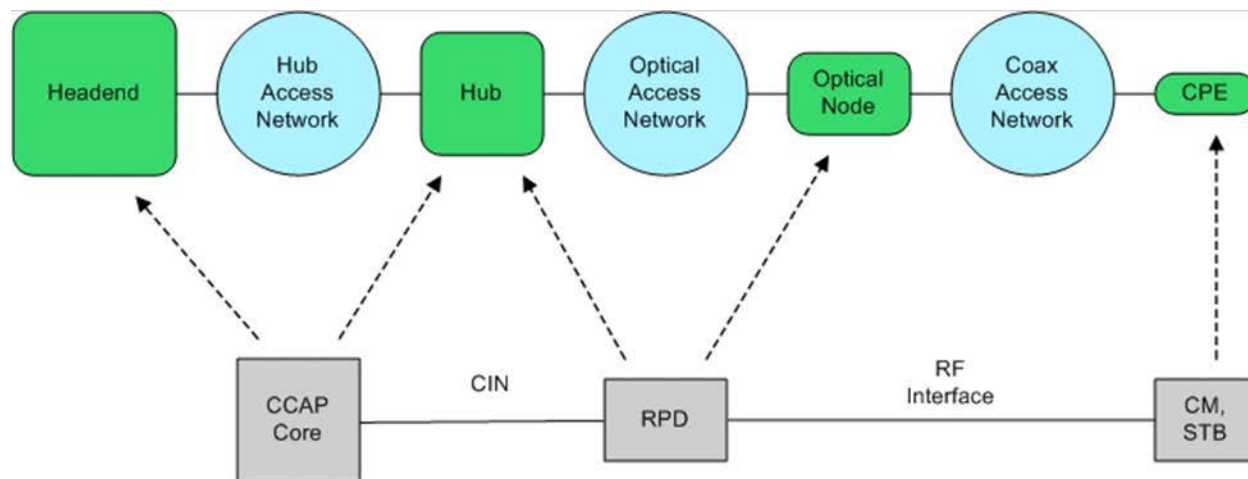 Headend
Hub
Access
Network
Hub
Optical
Access
Network
Optical
Node
Coax
Access
Network
CPE
CCAP
Core
CIN
RPD
RF
Interface
CM,
STB